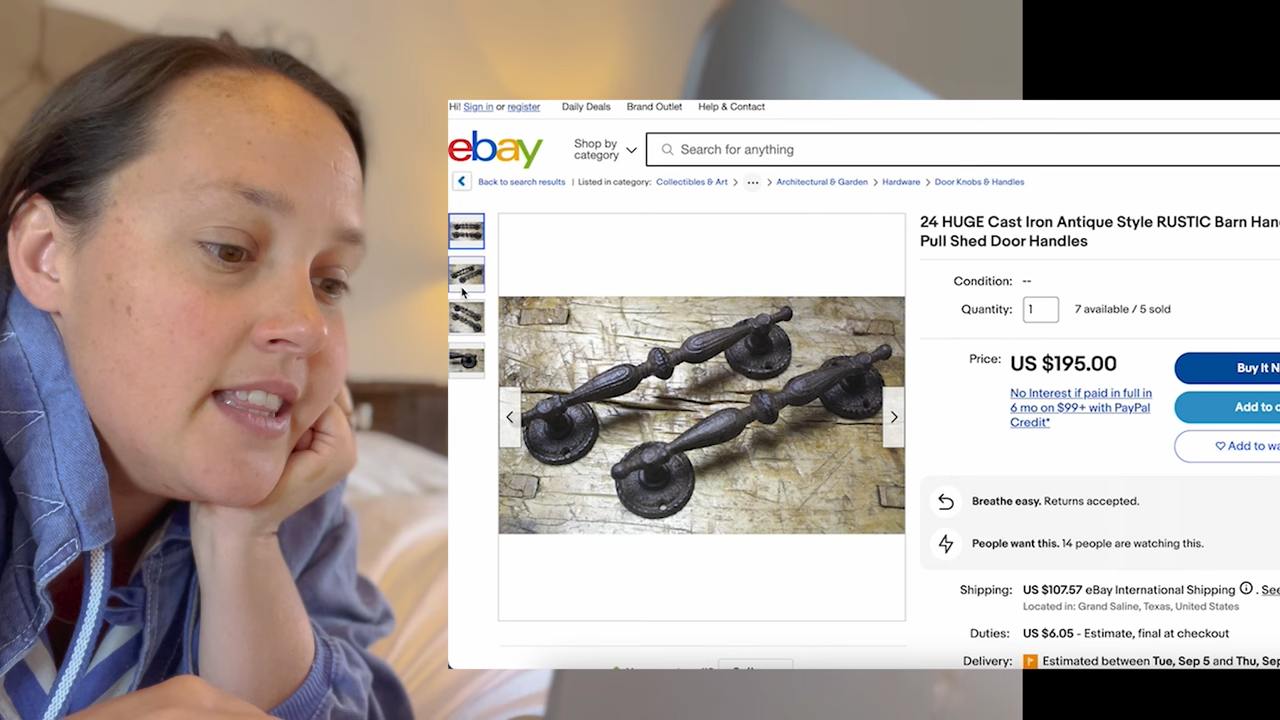 Hi! Sign in or register
Daily Deals
Brand Outlet
Help & Contact
ebay
Shop by
category
Search for anything
Back to search results | Listed in category: Collectibles & Art > ... > Architectural & Garden > Hardware > Door Knobs & Handles
24 HUGE Cast Iron Antique Style RUSTIC Barn Han
Pull Shed Door Handles
Condition: --
Quantity: 1 7 available / 5 sold
Price: US $195.00
Buy It N
No Interest if paid in full in
6 mo on $99+ with PayPal
Credit*
Add to c
Add to wa
Breathe easy. Returns accepted.
People want this. 14 people are watching this.
Shipping: US $107.57 eBay International Shipping . See
Located in: Grand Saline, Texas, United States
Duties: US $6.05 - Estimate, final at checkout
Delivery: Estimated between Tue, Sep 5 and Thu, Sep